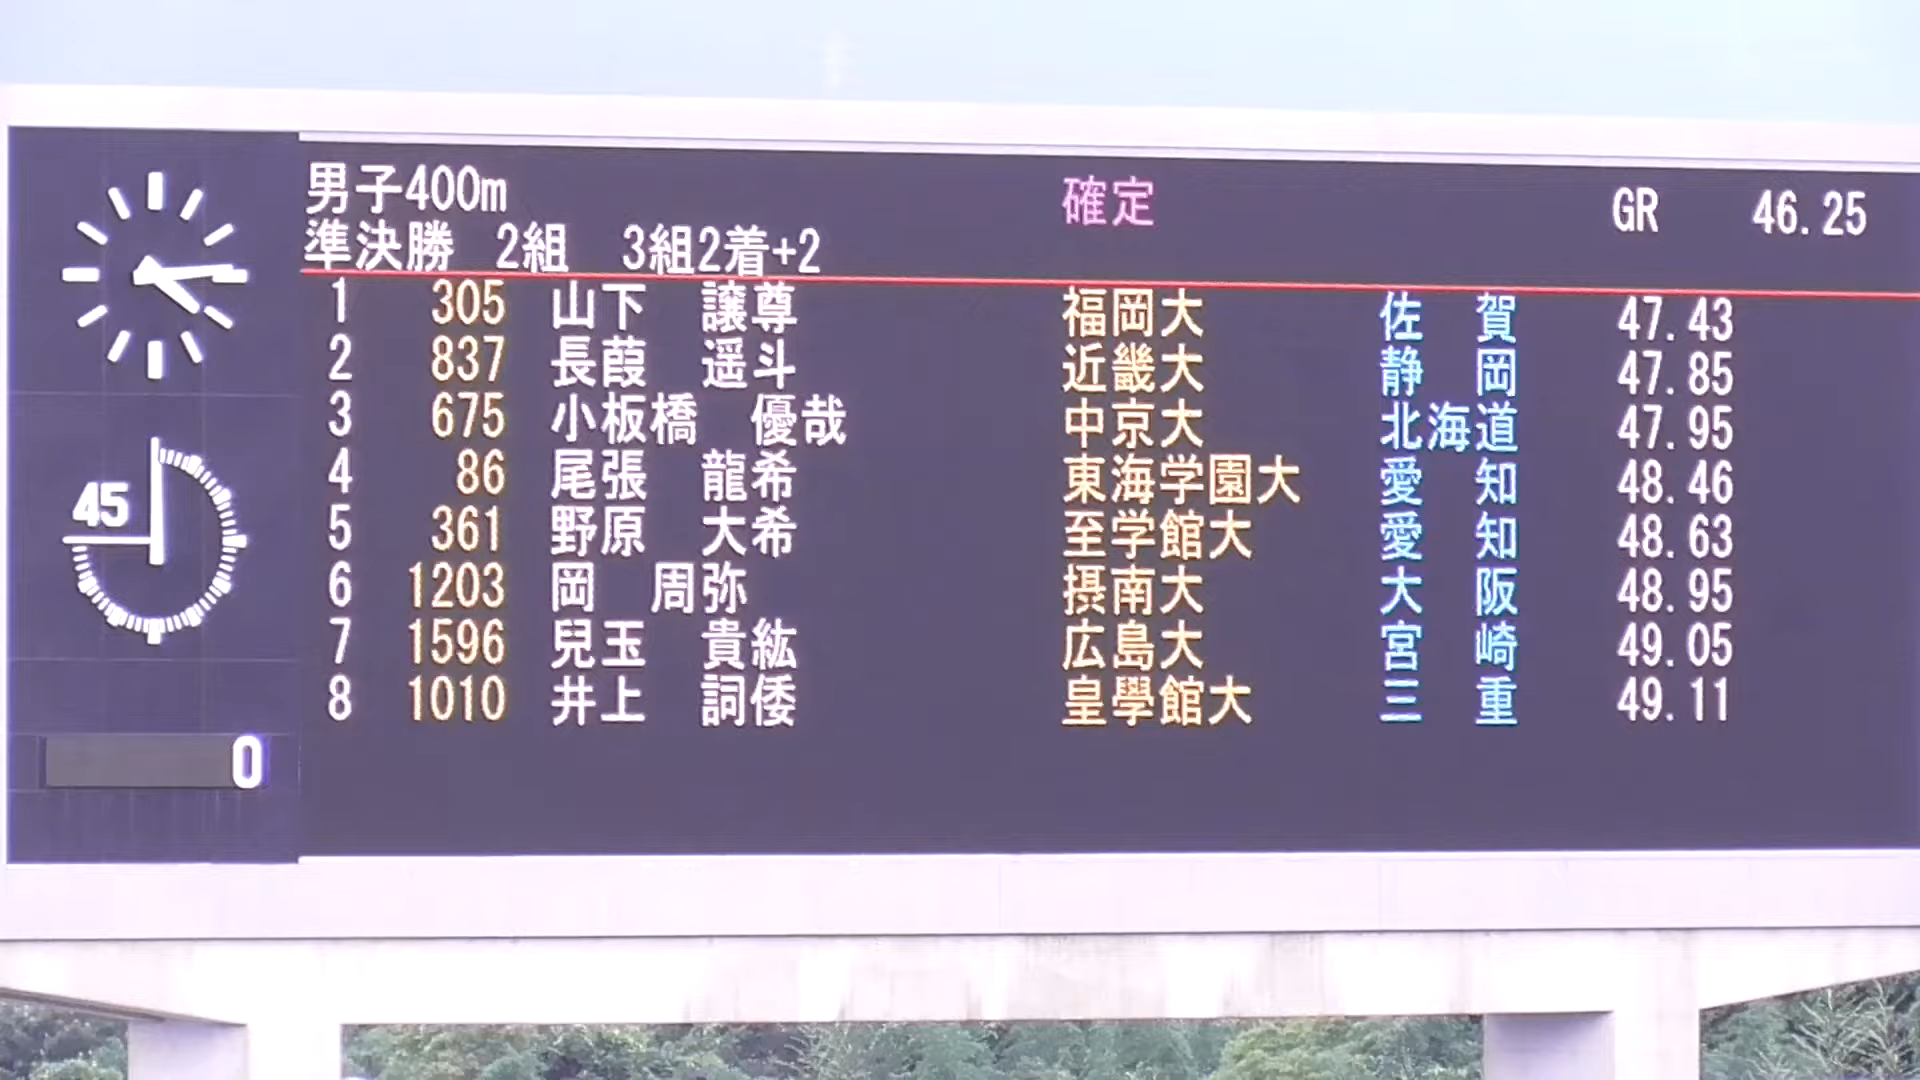 男子400m 確定 GR 46.25
準決勝 2組 3組2着+2
1 305 山下 譲尊 福岡大 佐賀 47.43
2 837 長葭 遥斗 近畿大 静岡 47.85
3 675 小板橋 優哉 中京大 北海道 47.95
4 86 尾張 龍希 東海学園大 愛知 48.46
5 361 野原 大希 至学館大 愛知 48.63
6 1203 岡 周弥 摂南大 大阪 48.95
7 1596 兒玉 貴紘 広島大 宮崎 49.05
8 1010 井上 詞倭 皇學館大 三重 49.11
45
0